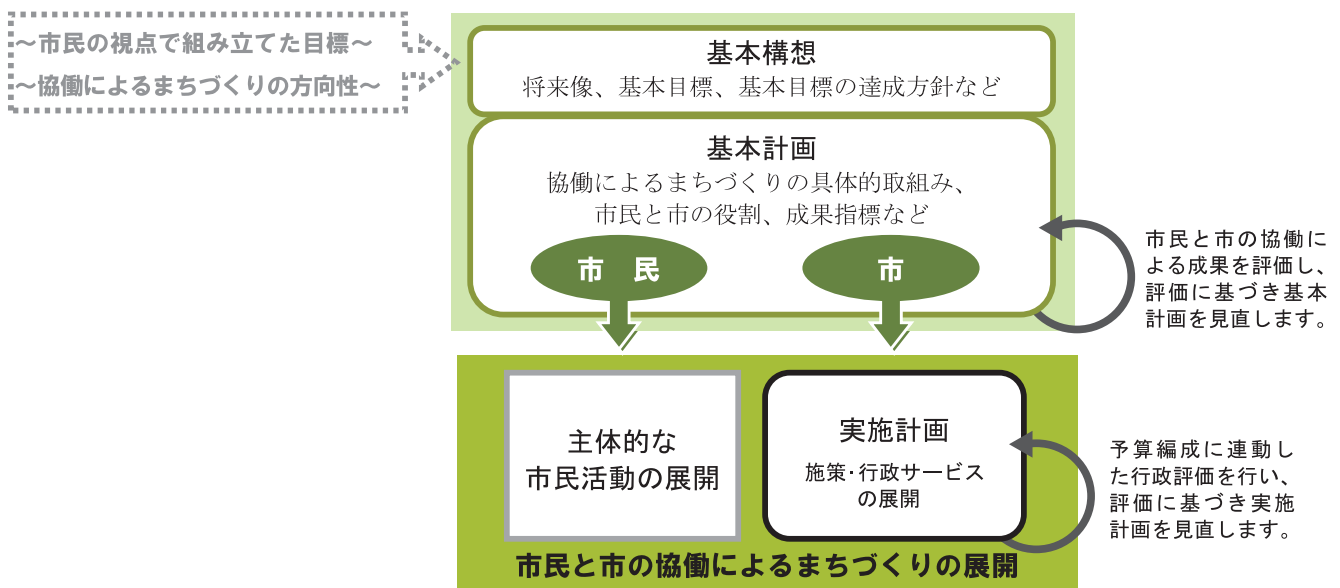 ～市民の視点で組み立てた目標～
～協働によるまちづくりの方向性～
基本構想
将来像、基本目標、基本目標の達成方針など
基本計画
協働によるまちづくりの具体的取組み、
市民と市の役割、成果指標など
市　民
市
市民と市の協働に
よる成果を評価し、
評価に基づき基本
計画を見直します。
主体的な
市民活動の展開
実施計画
施策・行政サービス
の展開
予算編成に連動し
た行政評価を行い、
評価に基づき実施
計画を見直します。
市民と市の協働によるまちづくりの展開